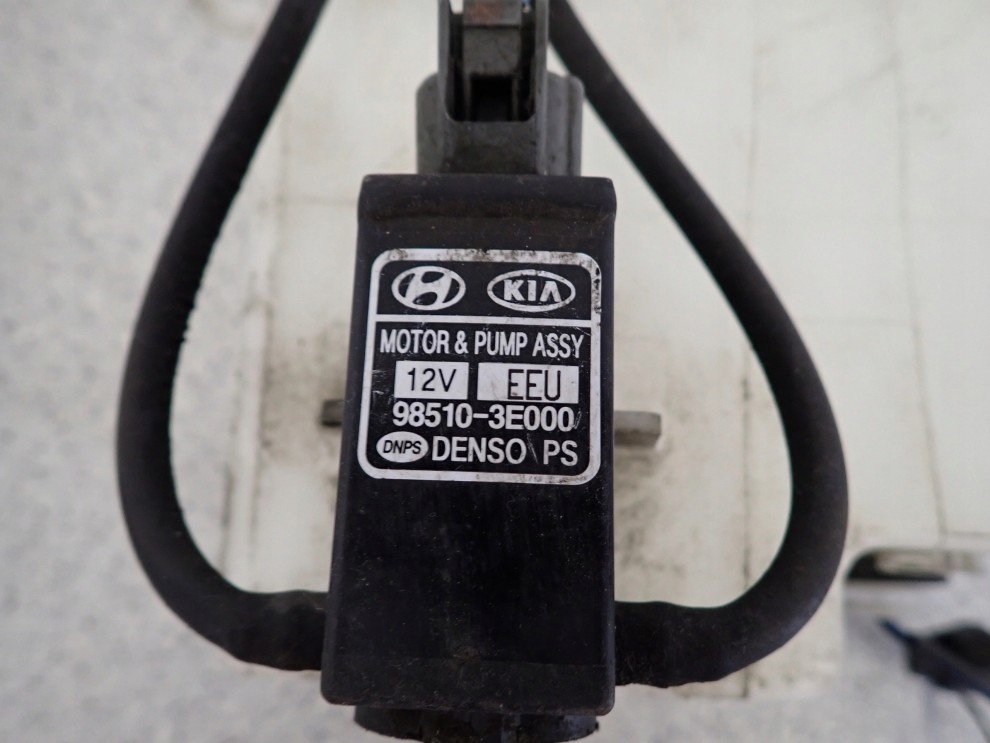 KIA
MOTOR & PUMP ASSY
12V EEU
98510-3E000
DNPS DENSO PS